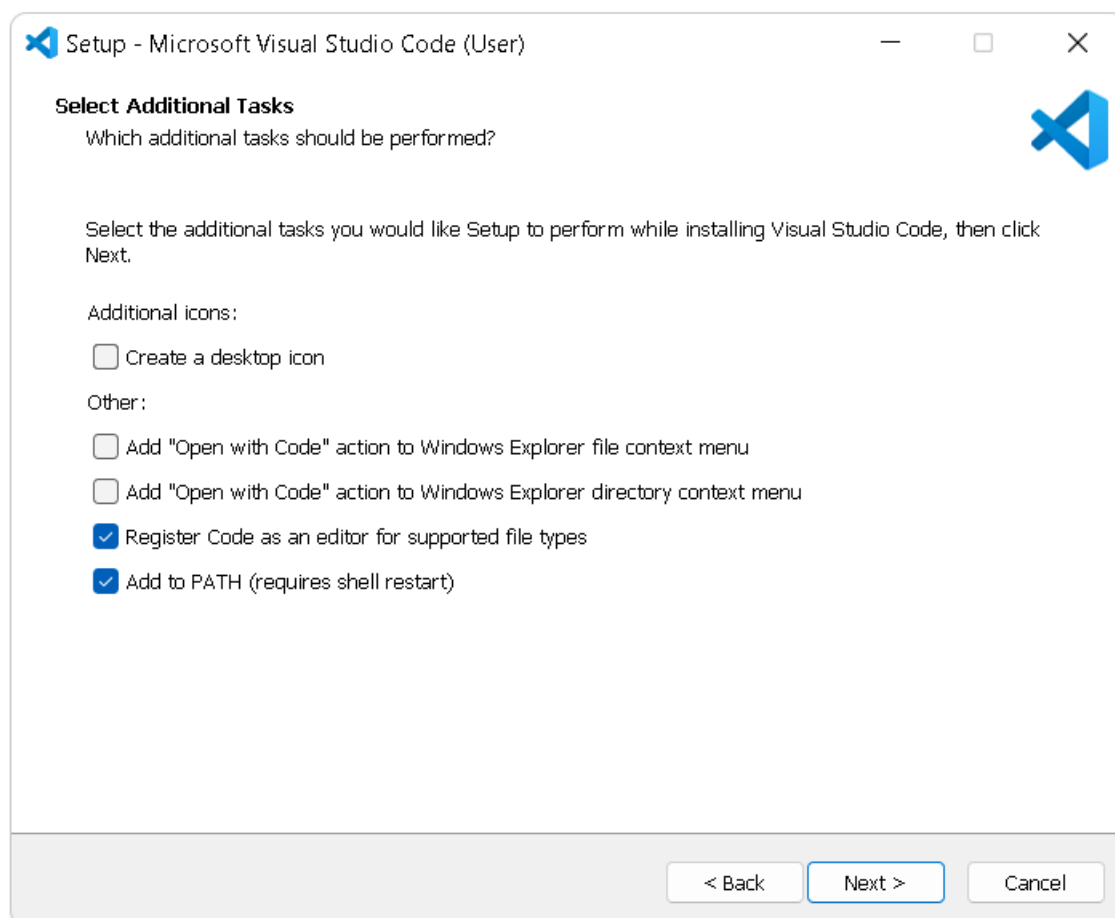 Setup - Microsoft Visual Studio Code (User)
Select Additional Tasks
Which additional tasks should be performed?
Select the additional tasks you would like Setup to perform while installing Visual Studio Code, then click
Next.
Additional icons:
Create a desktop icon
Other:
Add "Open with Code" action to Windows Explorer file context menu
Add "Open with Code" action to Windows Explorer directory context menu
Register Code as an editor for supported file types
Add to PATH (requires shell restart)
< Back Next > Cancel